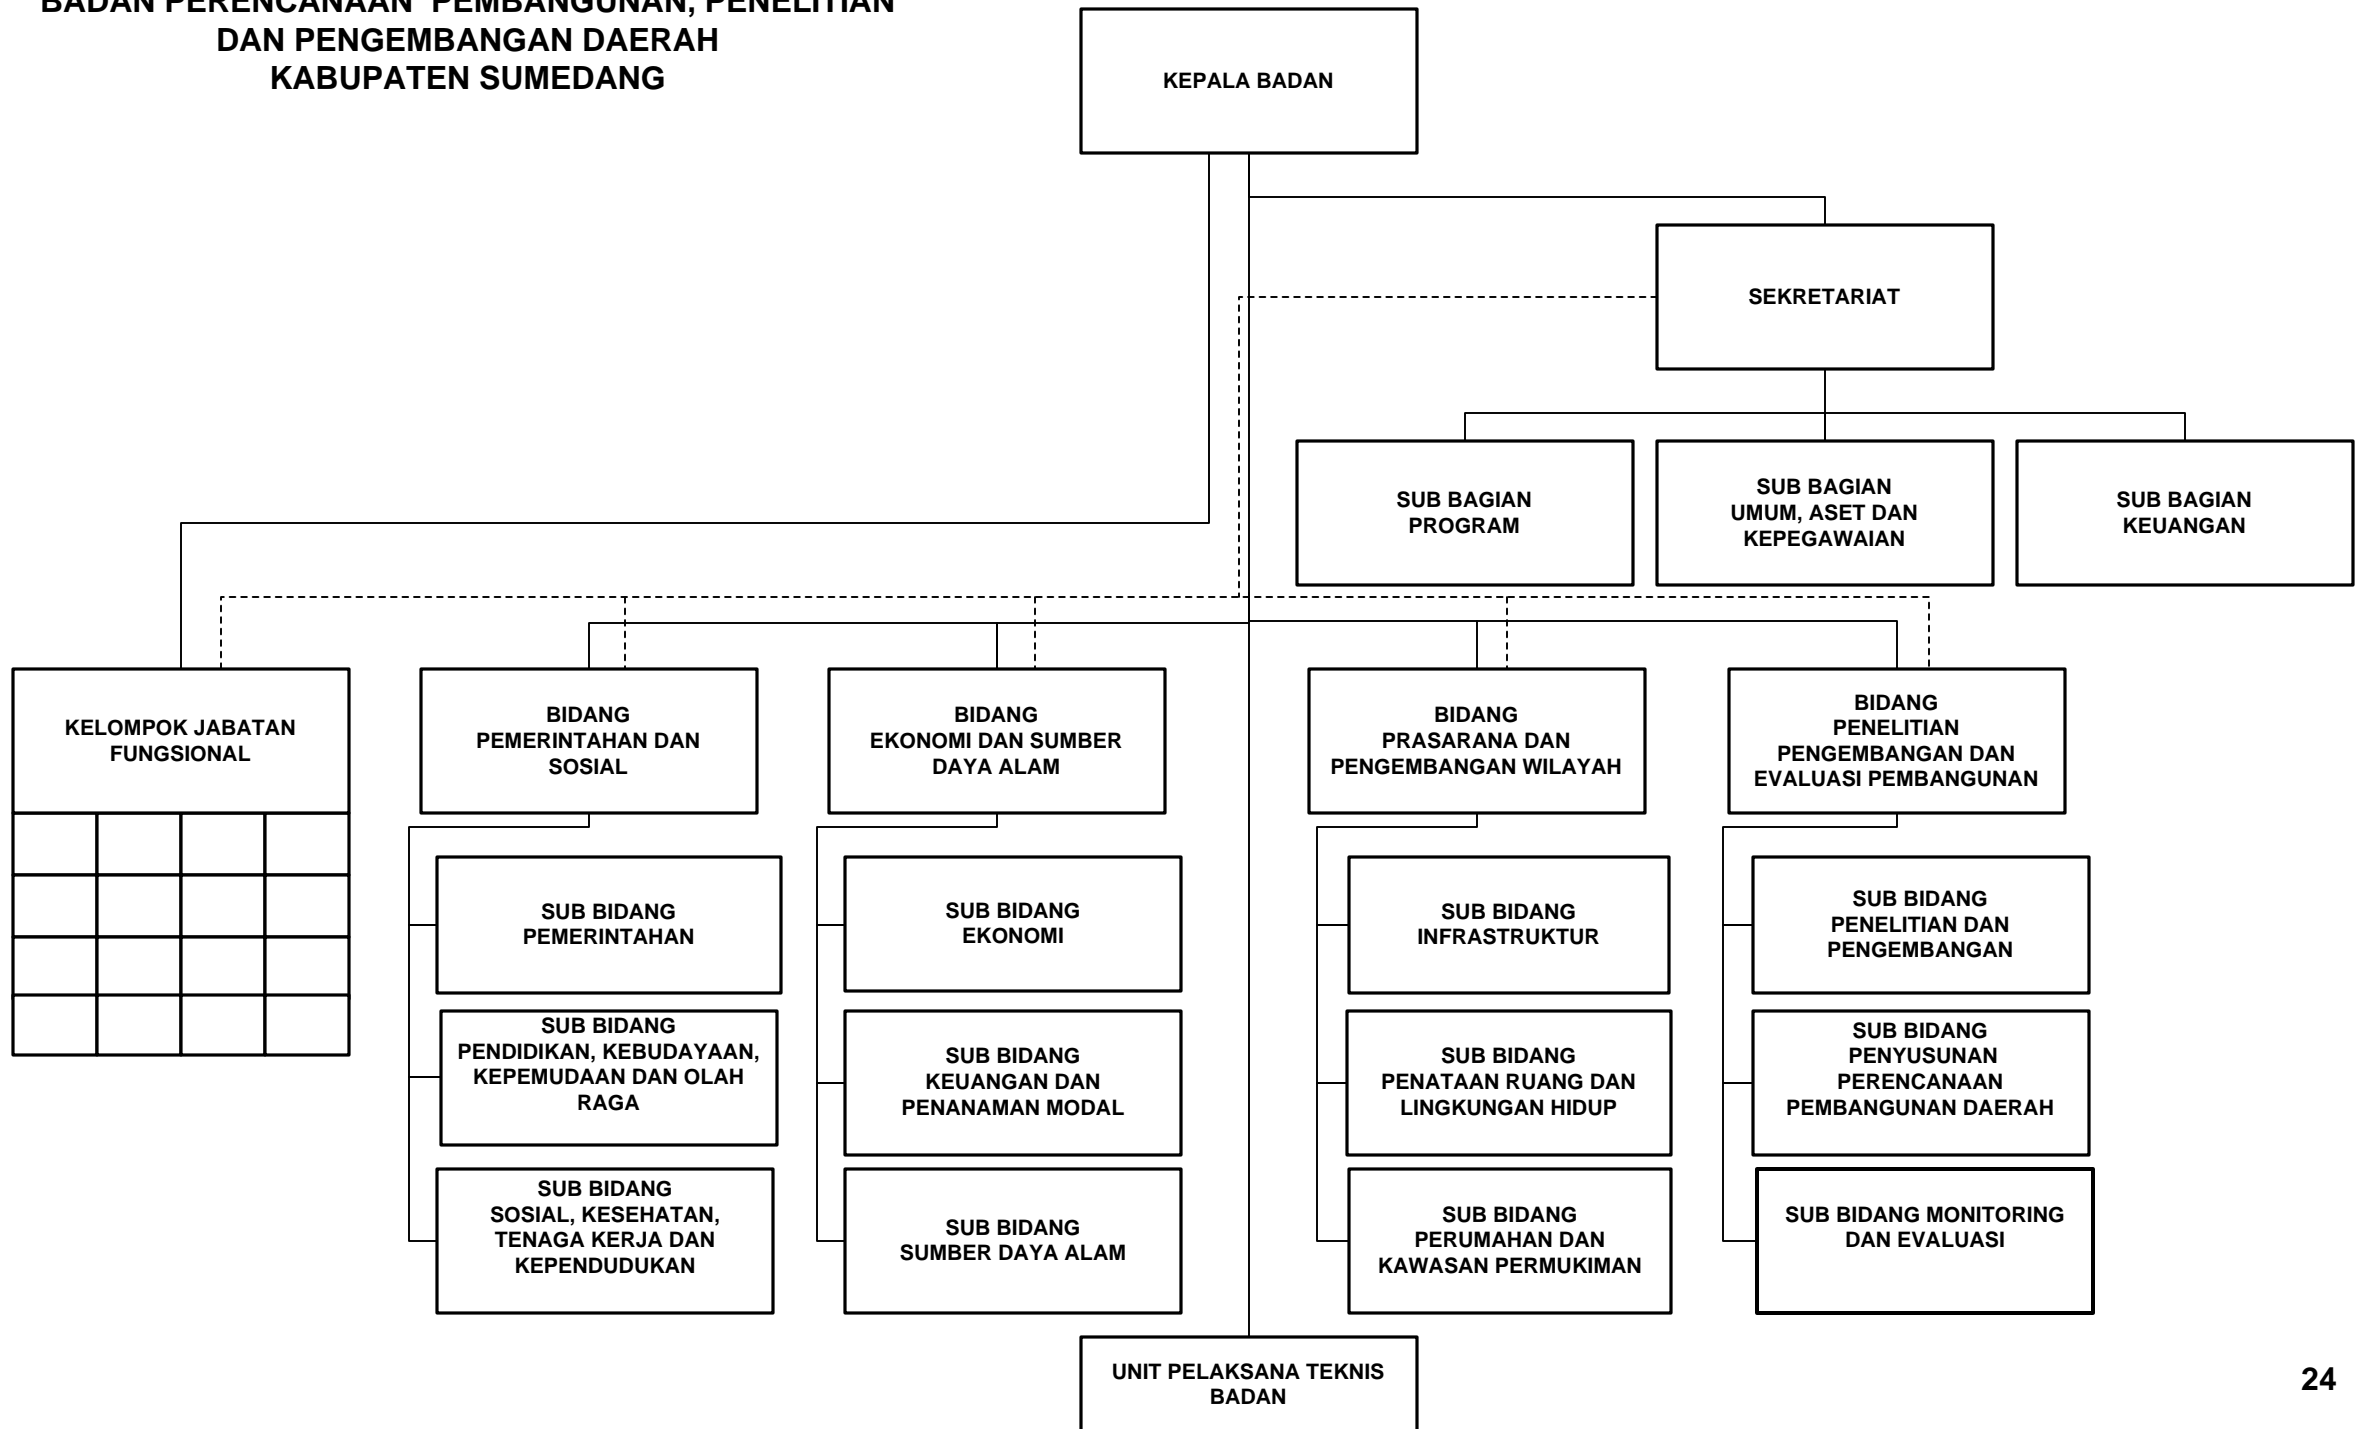 BADAN PERENCANAAN PEMBANGUNAN, PENELITIAN
DAN PENGEMBANGAN DAERAH
KABUPATEN SUMEDANG
KEPALA BADAN
SEKRETARIAT
SUB BAGIAN
PROGRAM
SUB BAGIAN
UMUM, ASET DAN
KEPEGAWAIAN
SUB BAGIAN
KEUANGAN
KELOMPOK JABATAN
FUNGSIONAL
BIDANG
PEMERINTAHAN DAN
SOSIAL
BIDANG
EKONOMI DAN SUMBER
DAYA ALAM
BIDANG
PRASARANA DAN
PENGEMBANGAN WILAYAH
BIDANG
PENELITIAN
PENGEMBANGAN DAN
EVALUASI PEMBANGUNAN
SUB BIDANG
PEMERINTAHAN
SUB BIDANG
EKONOMI
SUB BIDANG
INFRASTRUKTUR
SUB BIDANG
PENELITIAN DAN
PENGEMBANGAN
SUB BIDANG
PENDIDIKAN, KEBUDAYAAN,
KEPEMUDAAN DAN OLAH
RAGA
SUB BIDANG
KEUANGAN DAN
PENANAMAN MODAL
SUB BIDANG
PENATAAN RUANG DAN
LINGKUNGAN HIDUP
SUB BIDANG
PENYUSUNAN
PERENCANAAN
PEMBANGUNAN DAERAH
SUB BIDANG
SOSIAL, KESEHATAN,
TENAGA KERJA DAN
KEPENDUDUKAN
SUB BIDANG
SUMBER DAYA ALAM
SUB BIDANG
PERUMAHAN DAN
KAWASAN PERMUKIMAN
SUB BIDANG MONITORING
DAN EVALUASI
UNIT PELAKSANA TEKNIS
BADAN
24